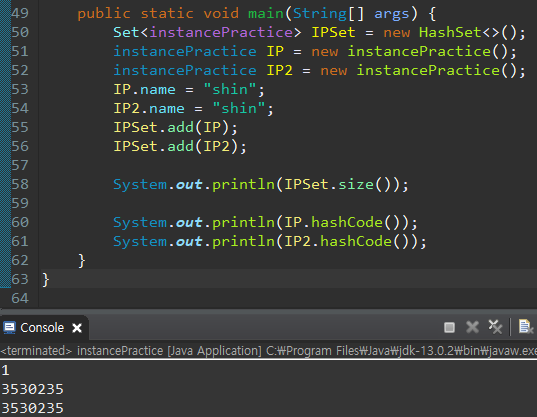 49 public static void main(String[] args) {
50 Set<instancePractice> IPSet = new HashSet<>();
51 instancePractice IP = new instancePractice();
52 instancePractice IP2 = new instancePractice();
53 IP.name = "shin";
54 IP2.name = "shin";
55 IPSet.add(IP);
56 IPSet.add(IP2);
57
58 System.out.println(IPSet.size());
59
60 System.out.println(IP.hashCode());
61 System.out.println(IP2.hashCode());
62 }
63 }
64
Console
<terminated> instancePractice [Java Application] C:₩Program Files₩Java₩jdk-13.0.2₩bin₩javaw.exe
1
3530235
3530235